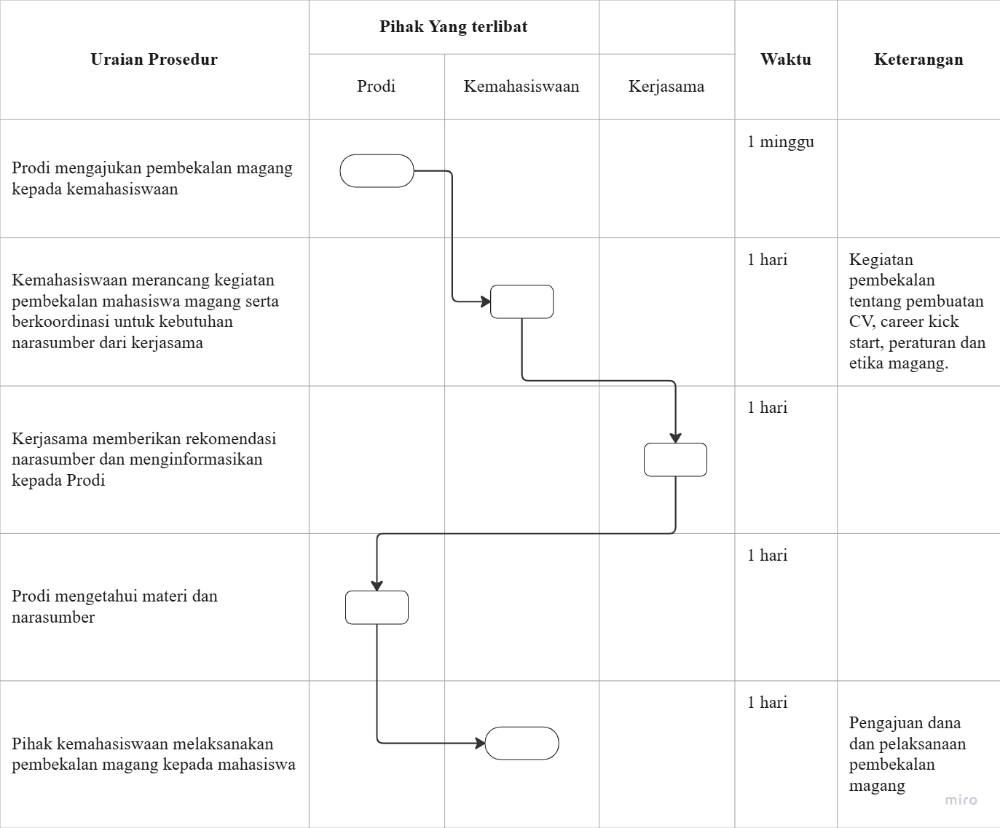 Uraian Prosedur
Pihak Yang terlibat
Waktu
Keterangan
Prodi
Kemahasiswaan
Kerjasama
Prodi mengajukan pembekalan magang
kepada kemahasiswaan
1 minggu
Kemahasiswaan merancang kegiatan
pembekalan mahasiswa magang serta
berkoordinasi untuk kebutuhan
narasumber dari kerjasama
1 hari
Kegiatan
pembekalan
tentang pembuatan
CV, career kick
start, peraturan dan
etika magang.
Kerjasama memberikan rekomendasi
narasumber dan menginformasikan
kepada Prodi
1 hari
Prodi mengetahui materi dan
narasumber
1 hari
Pihak kemahasiswaan melaksanakan
pembekalan magang kepada mahasiswa
1 hari
Pengajuan dana
dan pelaksanaan
pembekalan
magang
miro